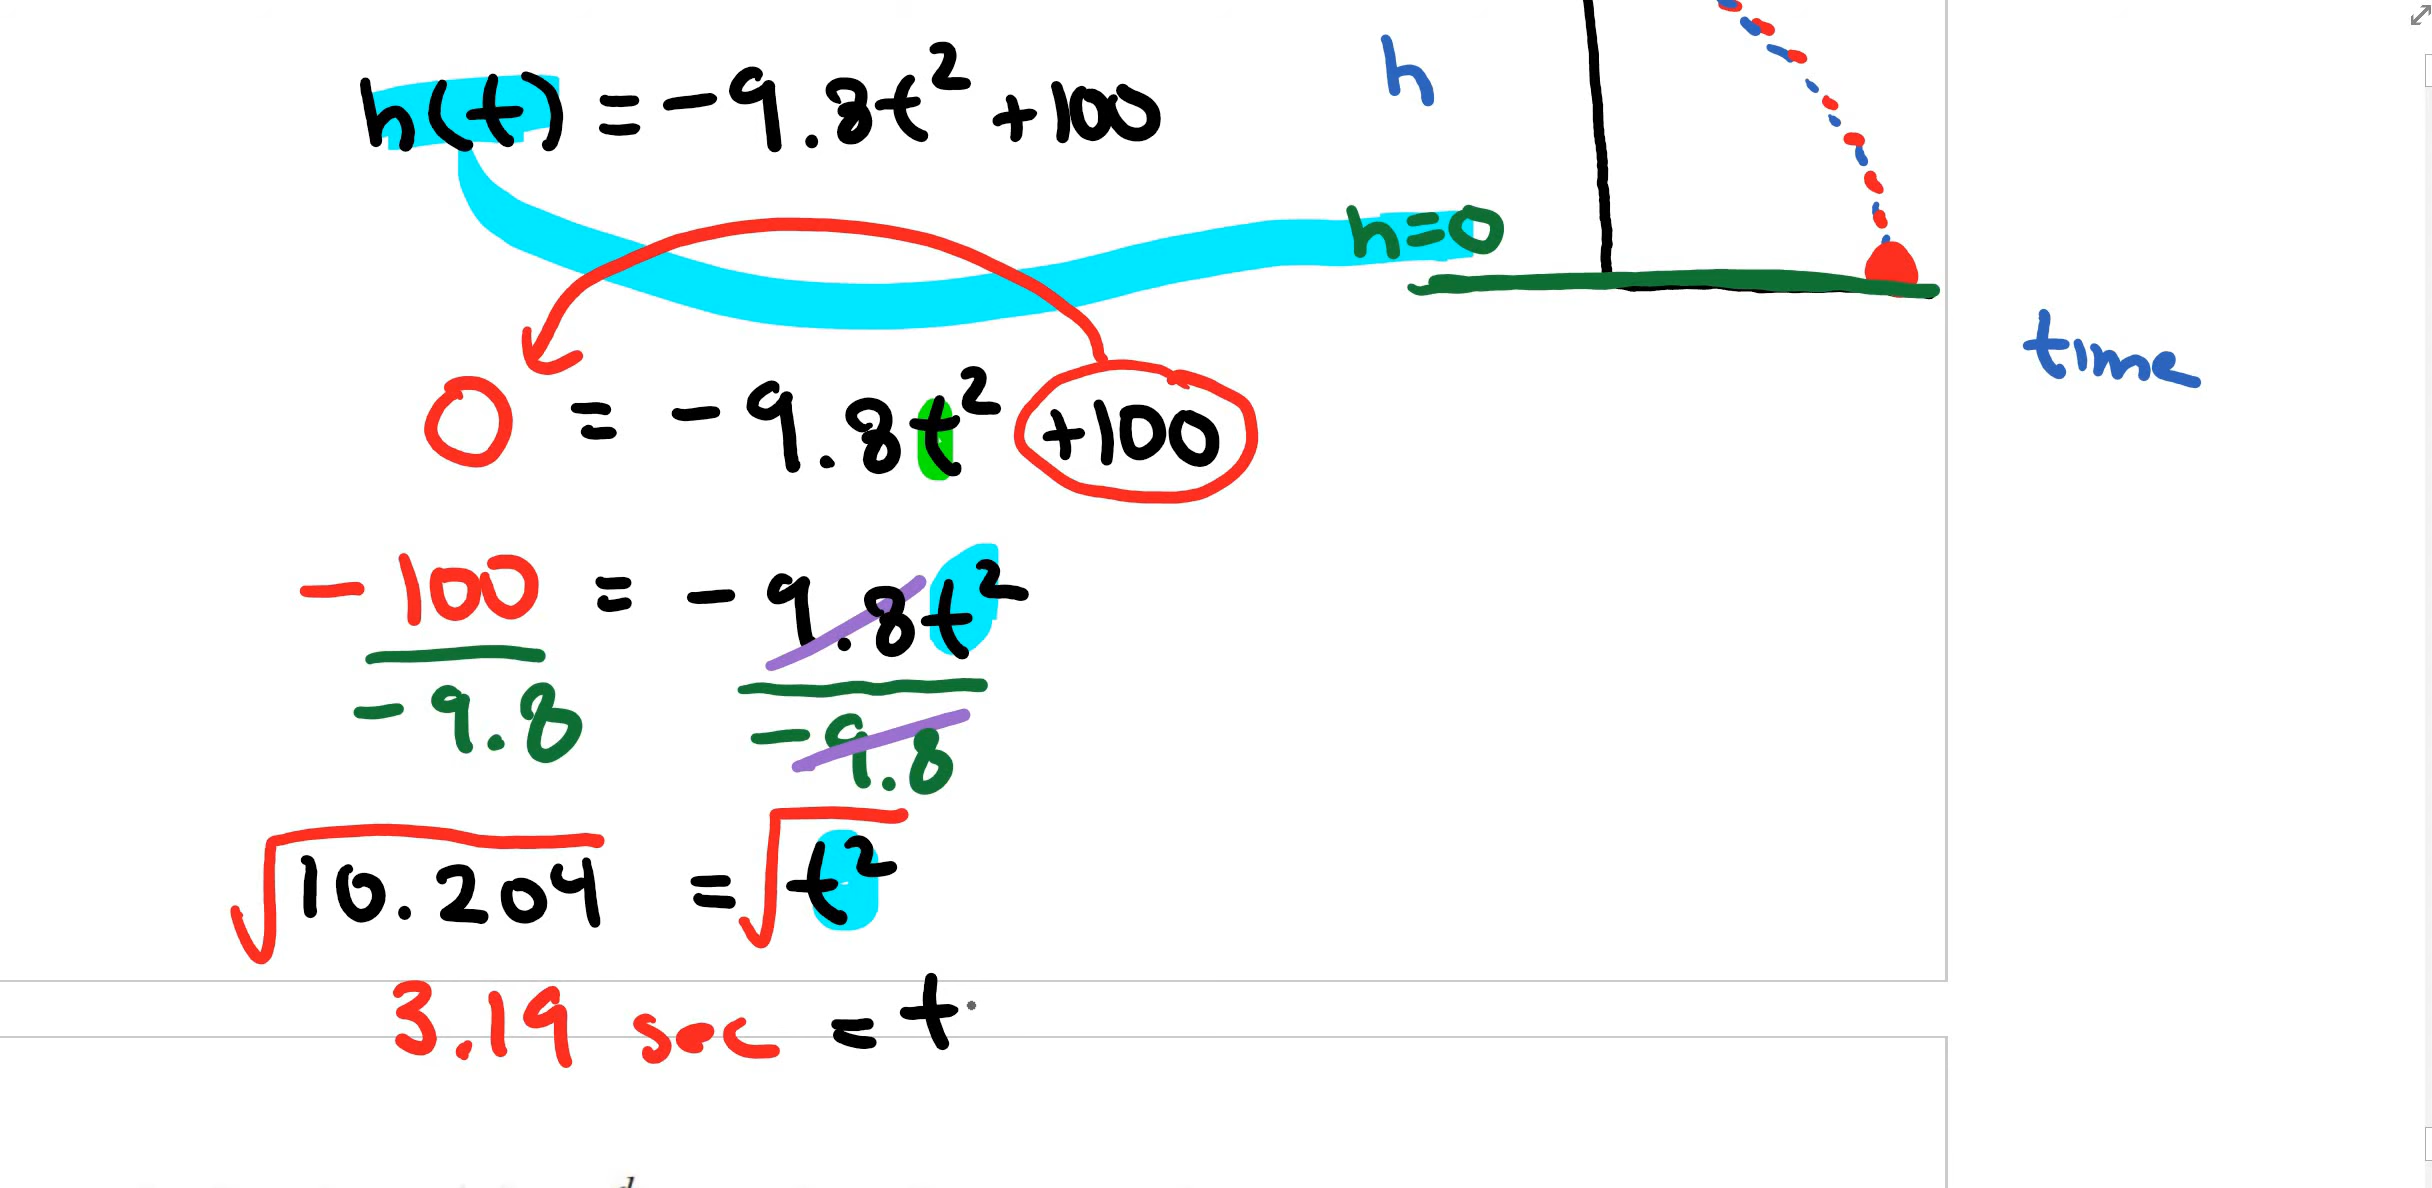 h(t) = -9.8t² +100
h
h=0
time
0 = -9.8t² +100
-100 = -9.8t²
-9.8 -9.8
√10.204 = √t²
3.19 sec = t
d